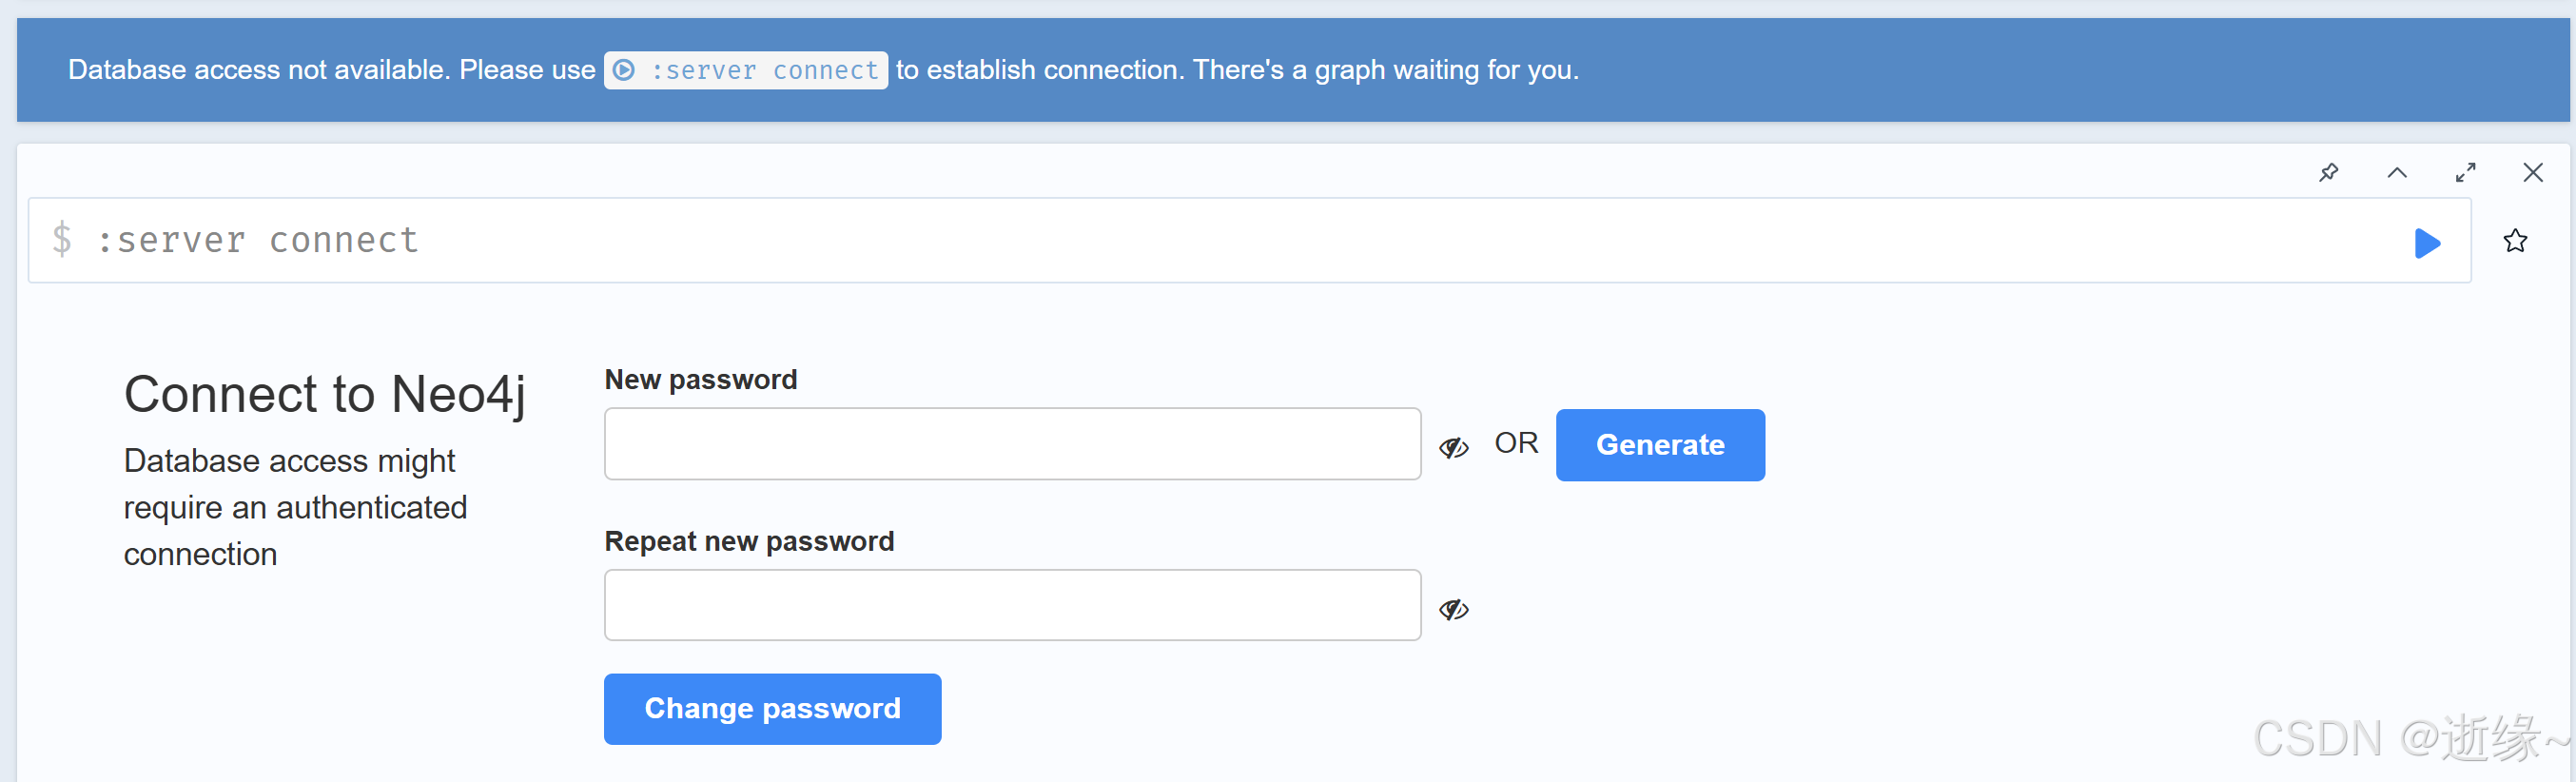 Database access not available. Please use :server connect to establish connection. There's a graph waiting for you.
$ :server connect
Connect to Neo4j
Database access might
require an authenticated
connection
New password
OR Generate
Repeat new password
Change password
CSDN @逝缘~